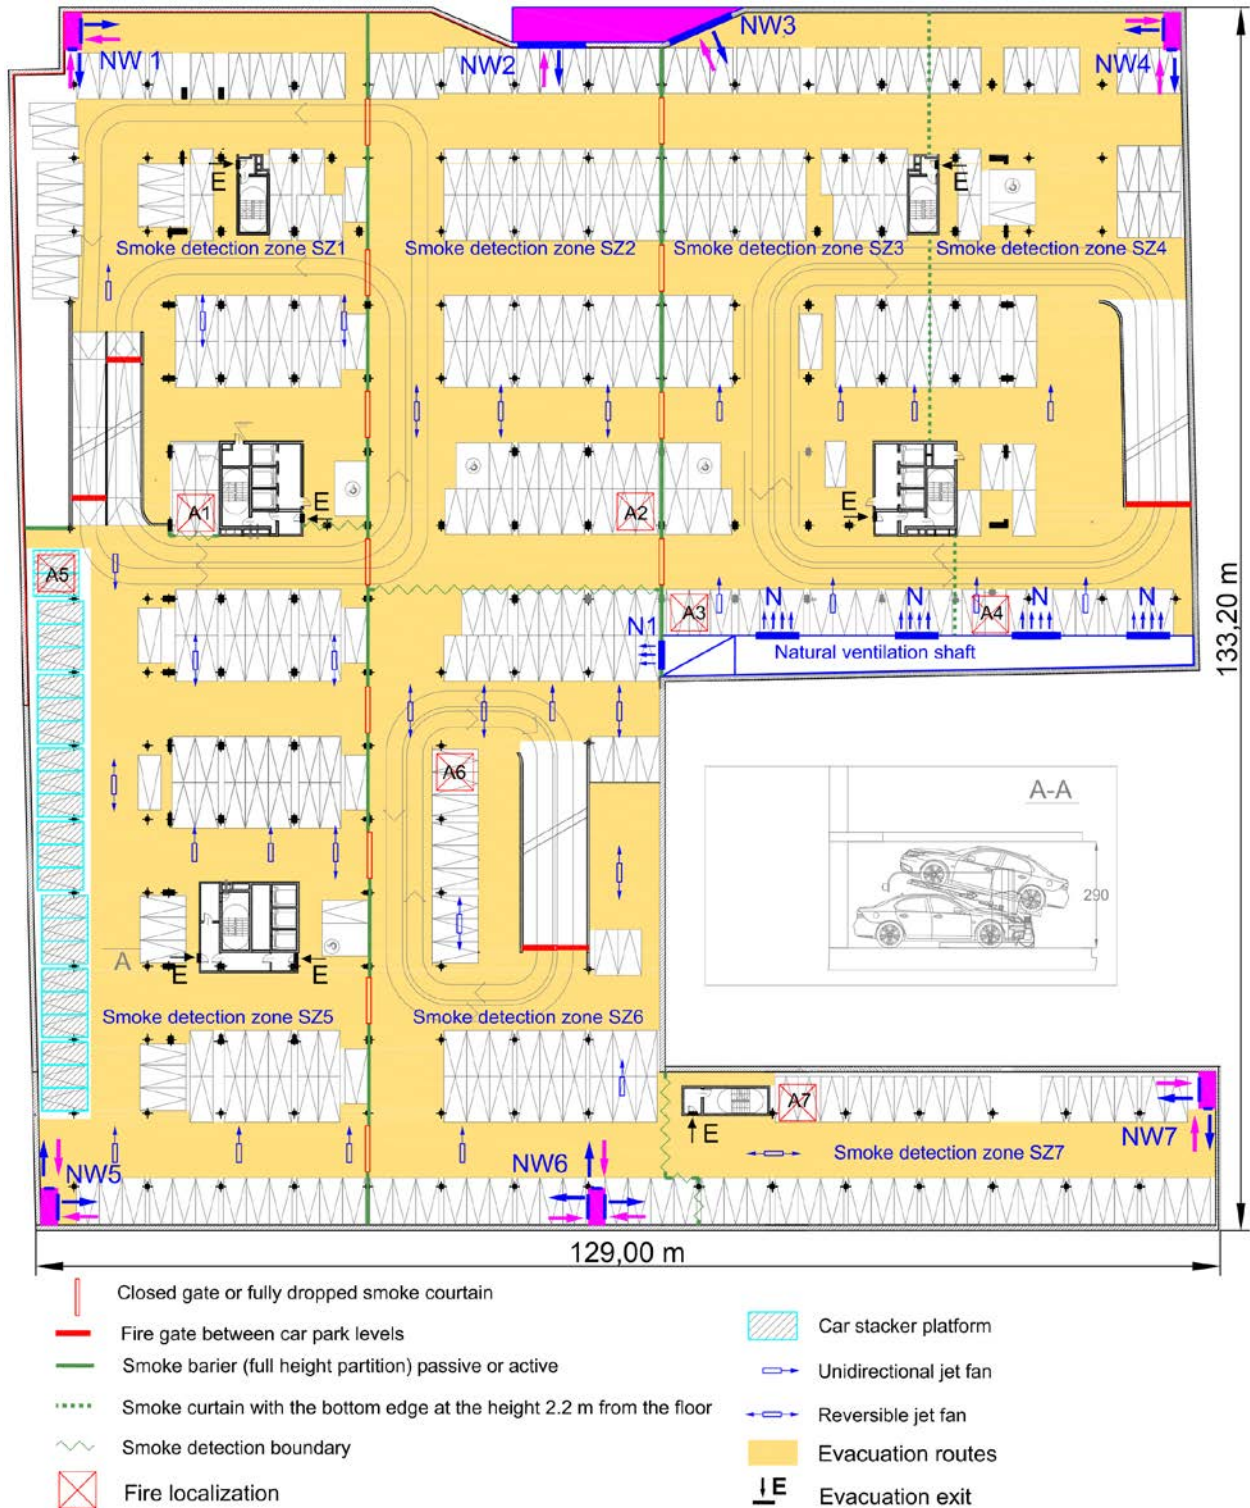 NW 1
NW2
NW3
NW4
E
E
Smoke detection zone SZ1
Smoke detection zone SZ2
Smoke detection zone SZ3
Smoke detection zone SZ4
A1
E
A2
E
A5
A3
N
N
A4
N
N
N1
Natural ventilation shaft
133,20 m
A6
A-A
290
A
E
E
Smoke detection zone SZ5
Smoke detection zone SZ6
A7
E
NW7
Smoke detection zone SZ7
NW5
NW6
129,00 m
Closed gate or fully dropped smoke courtain
Fire gate between car park levels
Smoke barier (full height partition) passive or active
Smoke curtain with the bottom edge at the height 2.2 m from the floor
Smoke detection boundary
Fire localization
Car stacker platform
Unidirectional jet fan
Reversible jet fan
Evacuation routes
E
Evacuation exit